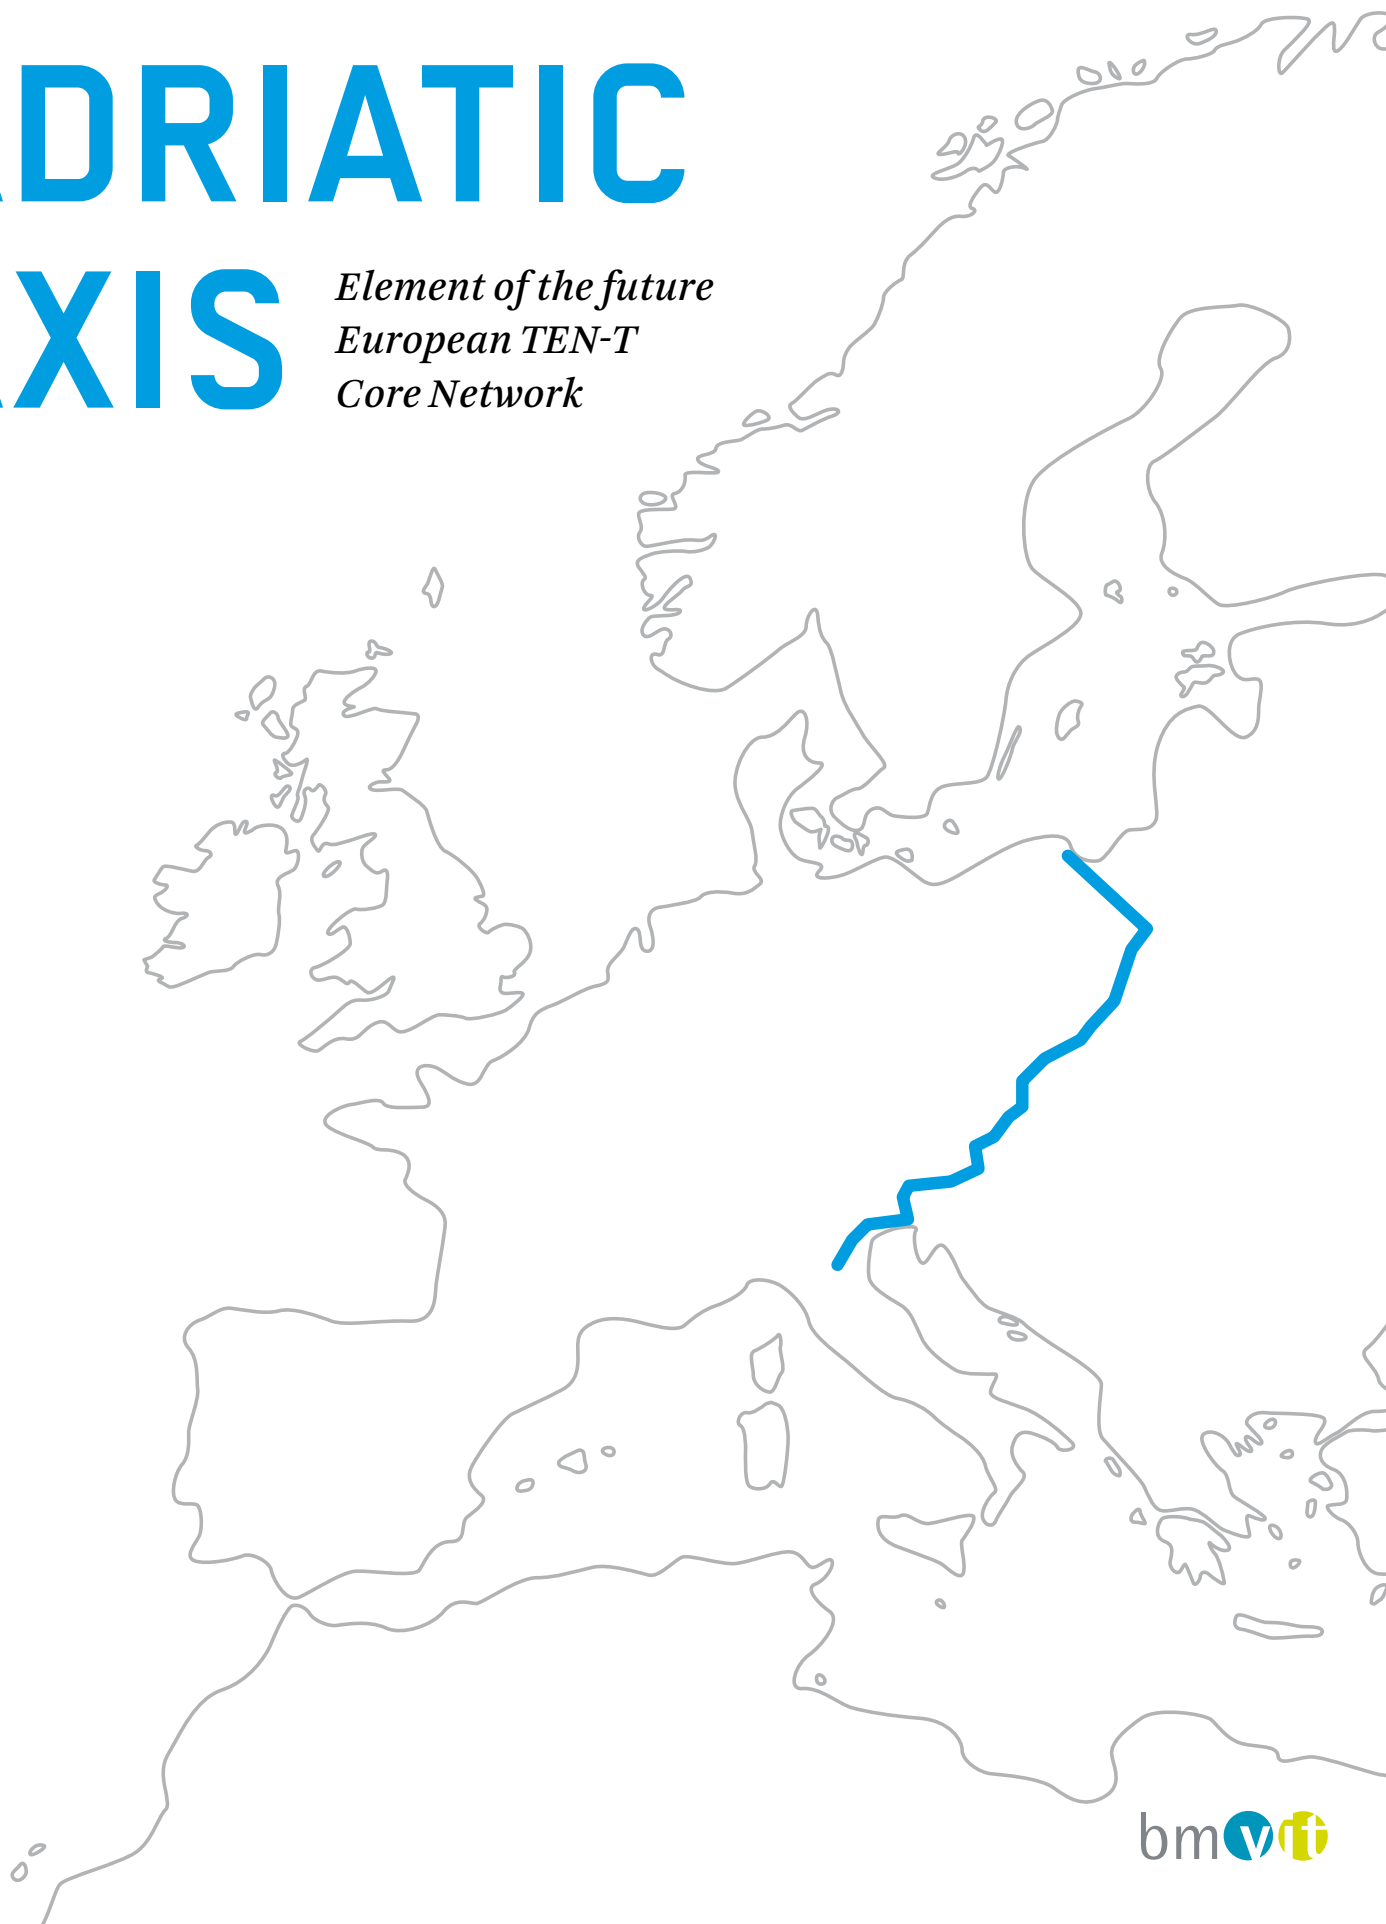 ADRIATIC
AXIS
Element of the future
European TEN-T
Core Network
bmvit